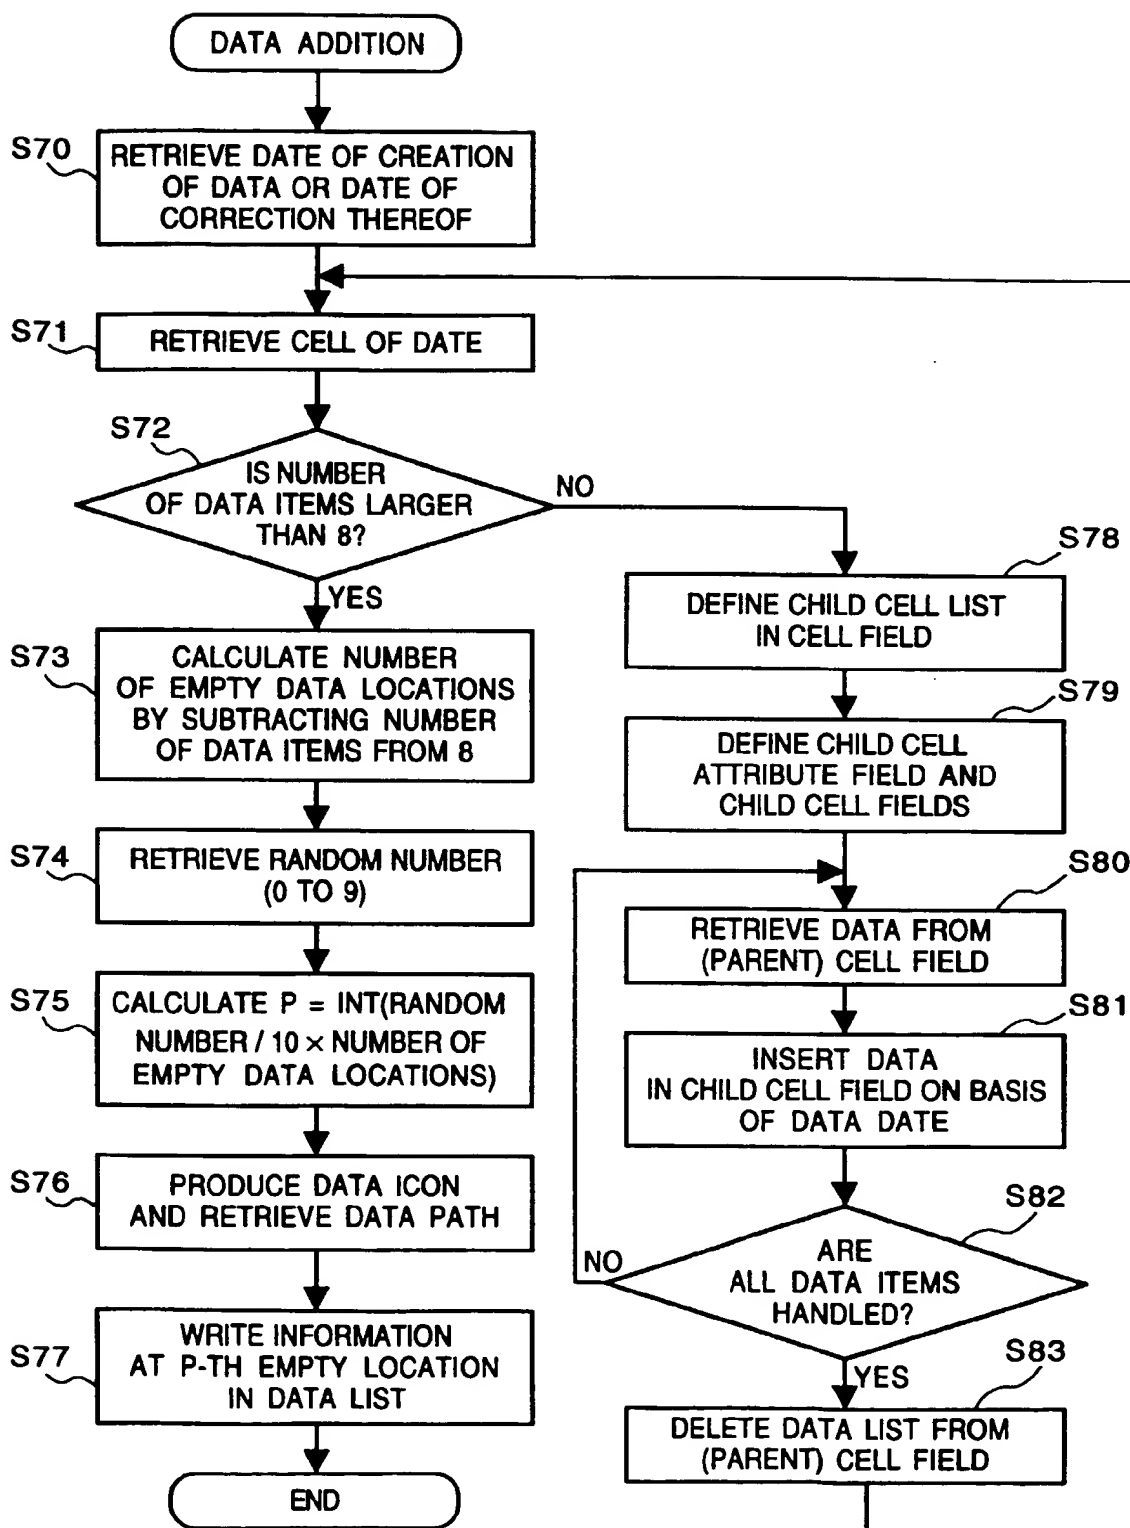 DATA ADDITION
S70
RETRIEVE DATE OF CREATION
OF DATA OR DATE OF
CORRECTION THEREOF
S71
RETRIEVE CELL OF DATE
S72
IS NUMBER
OF DATA ITEMS LARGER
THAN 8?
NO
YES
S73
CALCULATE NUMBER
OF EMPTY DATA LOCATIONS
BY SUBTRACTING NUMBER
OF DATA ITEMS FROM 8
S74
RETRIEVE RANDOM NUMBER
(0 TO 9)
S75
CALCULATE P = INT(RANDOM
NUMBER / 10 × NUMBER OF
EMPTY DATA LOCATIONS)
S76
PRODUCE DATA ICON
AND RETRIEVE DATA PATH
S77
WRITE INFORMATION
AT P-TH EMPTY LOCATION
IN DATA LIST
END
S78
DEFINE CHILD CELL LIST
IN CELL FIELD
S79
DEFINE CHILD CELL
ATTRIBUTE FIELD AND
CHILD CELL FIELDS
S80
RETRIEVE DATA FROM
(PARENT) CELL FIELD
S81
INSERT DATA
IN CHILD CELL FIELD ON BASIS
OF DATA DATE
S82
ARE
ALL DATA ITEMS
HANDLED?
NO
YES
S83
DELETE DATA LIST FROM
(PARENT) CELL FIELD